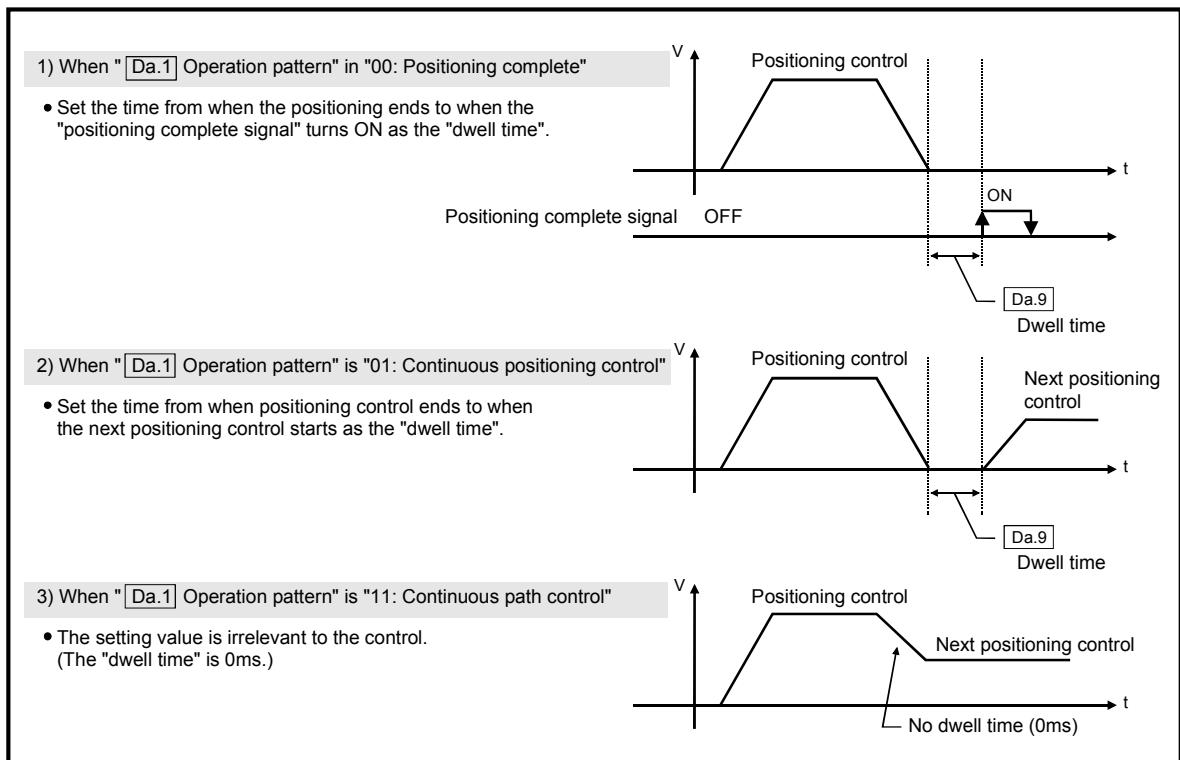 1) When " Da.1 Operation pattern" in "00: Positioning complete"
• Set the time from when the positioning ends to when the
"positioning complete signal" turns ON as the "dwell time".
V
Positioning control
t
ON
Positioning complete signal OFF
Da.9
Dwell time
2) When " Da.1 Operation pattern" is "01: Continuous positioning control"
• Set the time from when positioning control ends to when
the next positioning control starts as the "dwell time".
V
Positioning control
Next positioning
control
t
Da.9
Dwell time
3) When " Da.1 Operation pattern" is "11: Continuous path control"
• The setting value is irrelevant to the control.
(The "dwell time" is 0ms.)
V
Positioning control
Next positioning control
t
No dwell time (0ms)